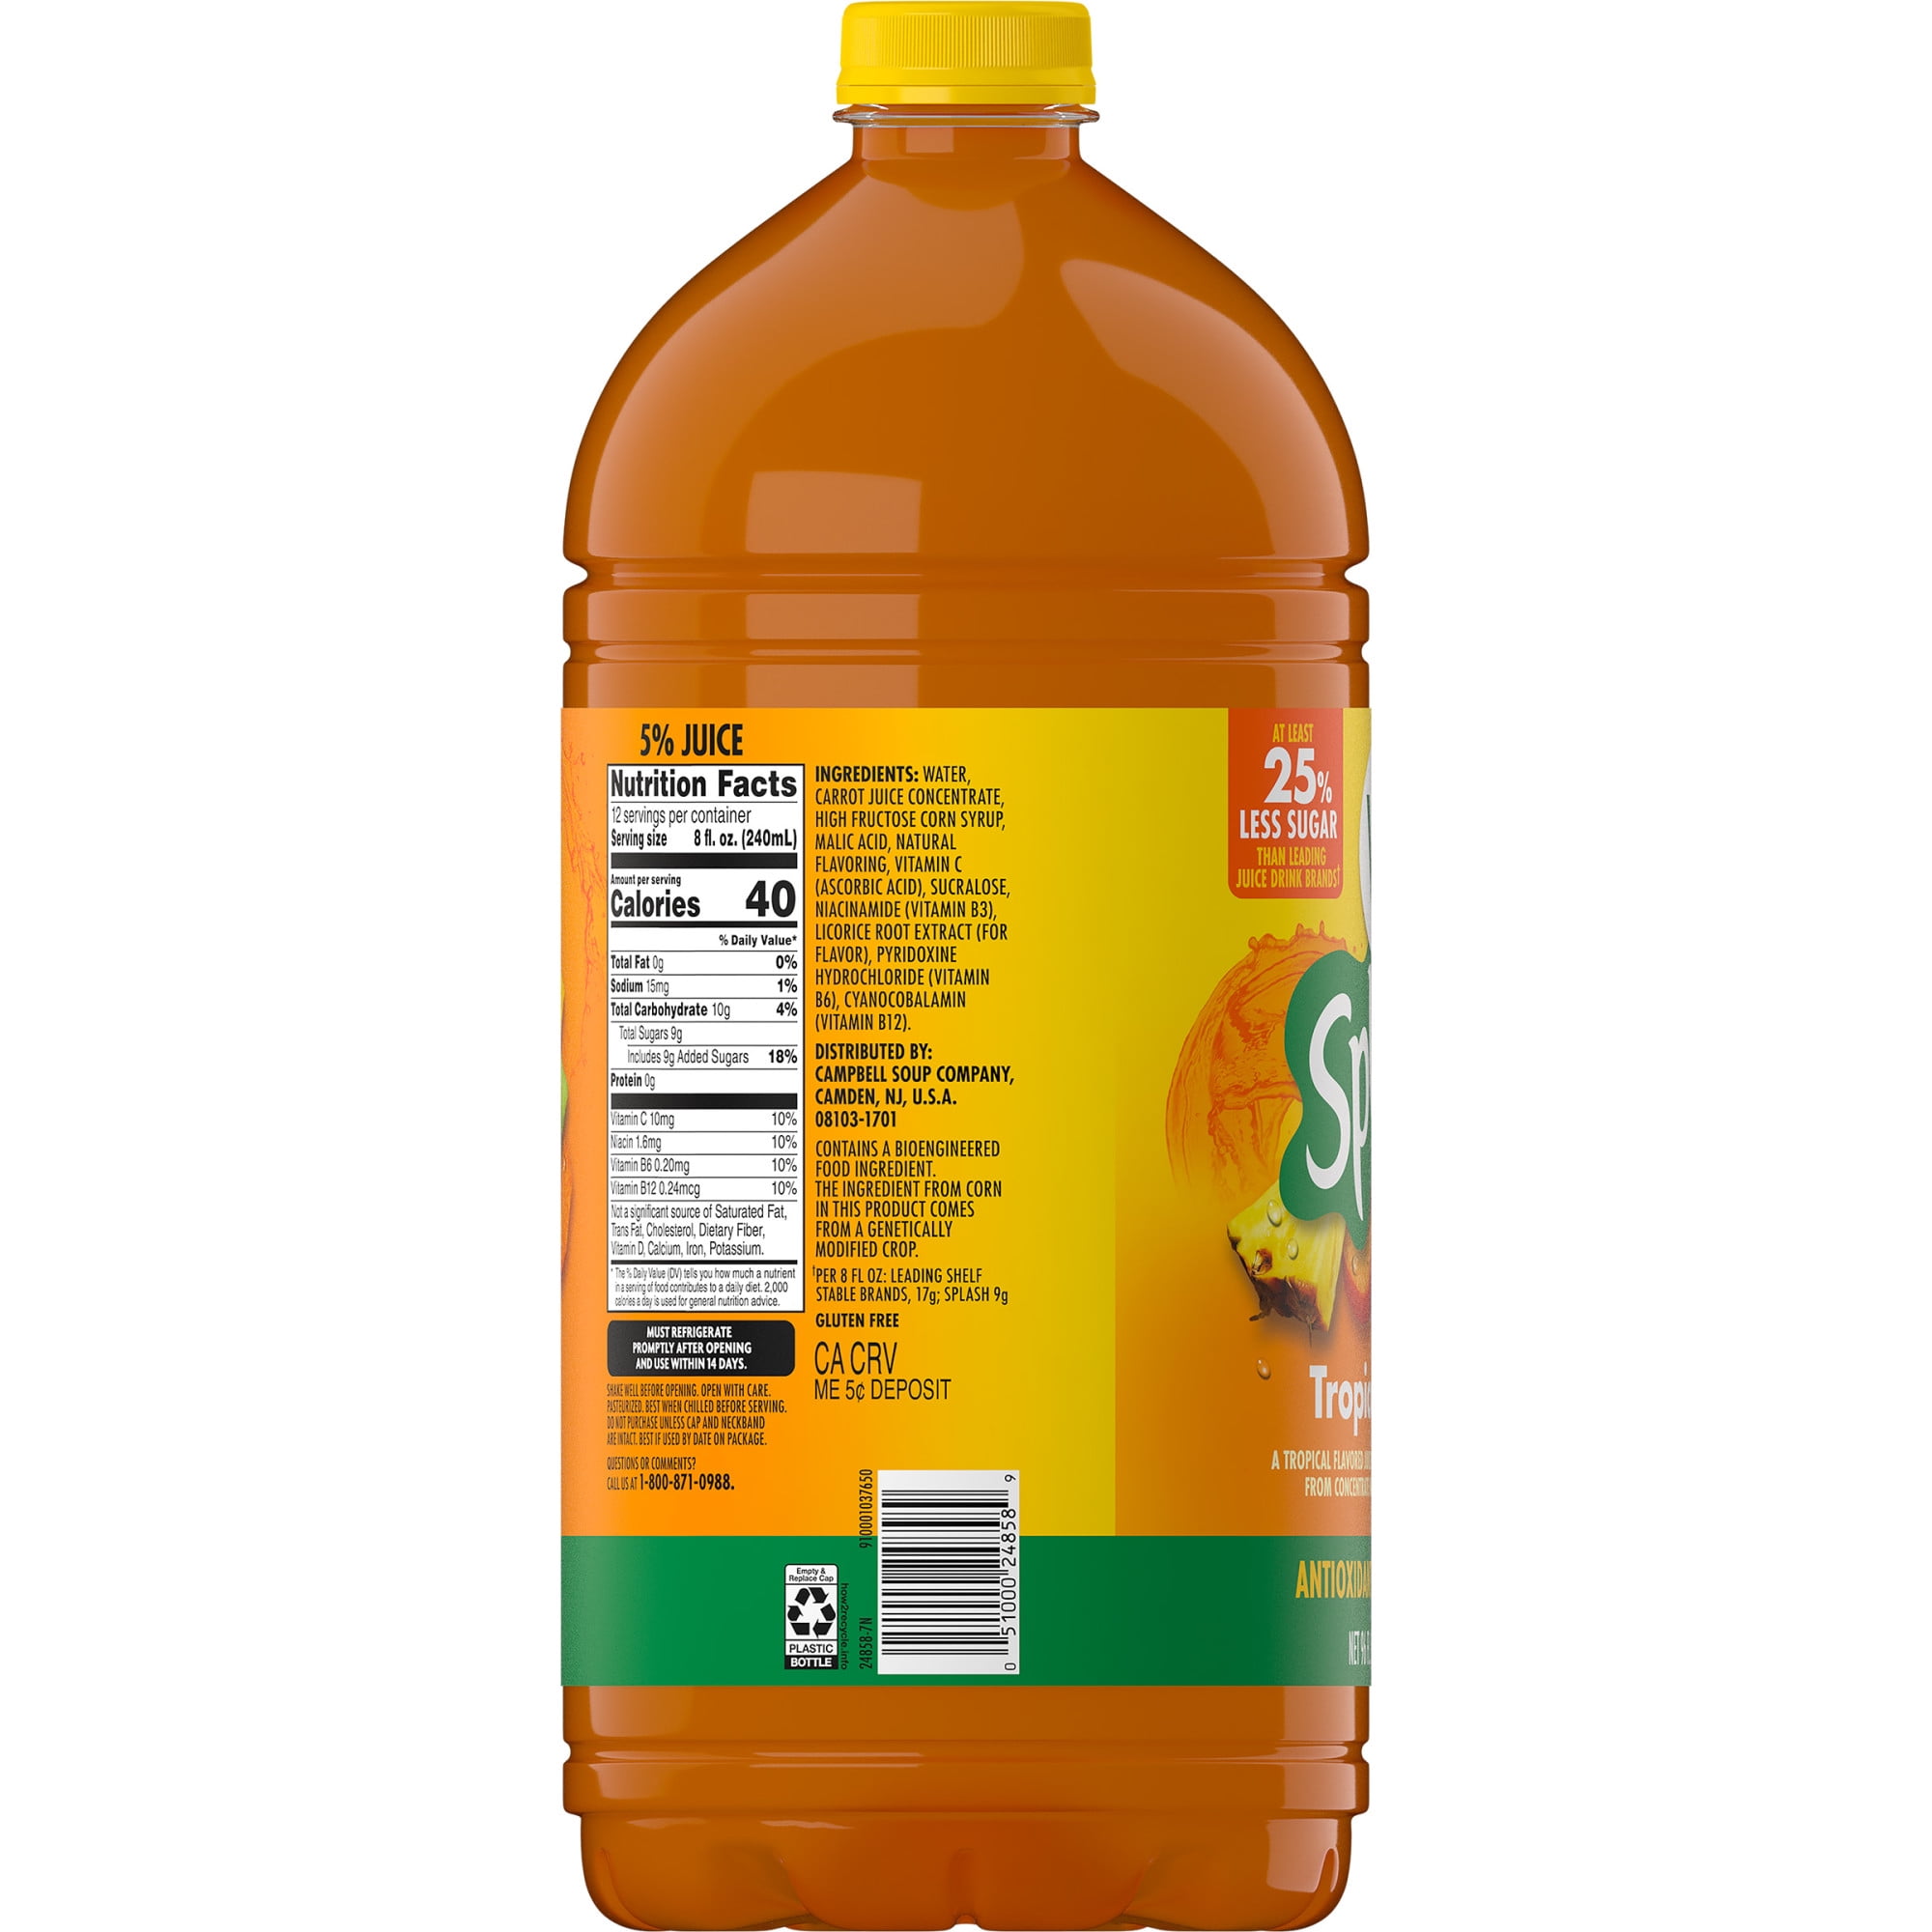 5% JUICE
Nutrition Facts
12 servings per container
Serving size 8 fl. oz. (240mL)
Amount per serving
Calories 40
% Daily Value*
Total Fat 0g 0%
Sodium 15mg 1%
Total Carbohydrate 10g 4%
Total Sugars 9g
Includes 9g Added Sugars 18%
Protein 0g
Vitamin C 10mg 10%
Niacin 1.6mg 10%
Vitamin B6 0.20mg 10%
Vitamin B12 0.24mcg 10%
Not a significant source of Saturated Fat,
Trans Fat, Cholesterol, Dietary Fiber,
Vitamin D, Calcium, Iron, Potassium.
* The % Daily Value (DV) tells you how much a nutrient
in a serving of food contributes to a daily diet. 2,000
calories a day is used for general nutrition advice.
MUST REFRIGERATE
PROMPTLY AFTER OPENING
AND USE WITHIN 14 DAYS.
SHAKE WELL BEFORE OPENING. OPEN WITH CARE.
PASTEURIZED. BEST WHEN CHILLED BEFORE SERVING.
DO NOT PURCHASE UNLESS CAP AND NECKBAND
ARE INTACT. BEST IF USED BY DATE ON PACKAGE.
QUESTIONS OR COMMENTS?
CALL US AT 1-800-871-0988.
INGREDIENTS: WATER,
CARROT JUICE CONCENTRATE,
HIGH FRUCTOSE CORN SYRUP,
MALIC ACID, NATURAL
FLAVORING, VITAMIN C
(ASCORBIC ACID), SUCRALOSE,
NIACINAMIDE (VITAMIN B3),
LICORICE ROOT EXTRACT (FOR
FLAVOR), PYRIDOXINE
HYDROCHLORIDE (VITAMIN
B6), CYANOCOBALAMIN
(VITAMIN B12).
DISTRIBUTED BY:
CAMPBELL SOUP COMPANY,
CAMDEN, NJ, U.S.A.
08103-1701
CONTAINS A BIOENGINEERED
FOOD INGREDIENT.
THE INGREDIENT FROM CORN
IN THIS PRODUCT COMES
FROM A GENETICALLY
MODIFIED CROP.
†PER 8 FL OZ: LEADING SHELF
STABLE BRANDS, 17g; SPLASH 9g
GLUTEN FREE
CA CRV
ME 5¢ DEPOSIT
Empty &
Replace Cap
PLASTIC
BOTTLE
how2recycle.info
24858-7N
91000103765O
0 51000 24858 9
AT LEAST
25%
LESS SUGAR
THAN LEADING
JUICE DRINK BRANDS†
Sp
Tropic
A TROPICAL FLAVORED
FROM
NET 96